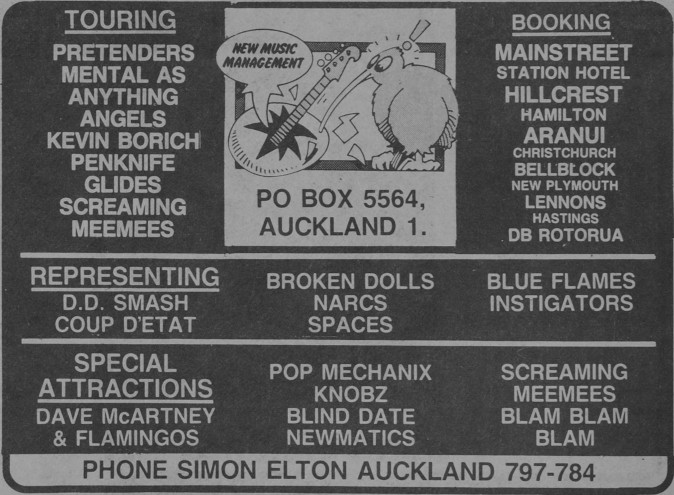 TOURING
PRETENDERS
MENTAL AS
ANYTHING
ANGELS
KEVIN BORICH
PENKNIFE
GLIDES
SCREAMING
MEEMEES
NEW MUSIC
MANAGEMENT
PO BOX 5564,
AUCKLAND 1.
BOOKING
MAINSTREET
STATION HOTEL
HILLCREST
HAMILTON
ARANUI
CHRISTCHURCH
BELLBLOCK
NEW PLYMOUTH
LENNONS
HASTINGS
DB ROTORUA
REPRESENTING
D.D. SMASH
COUP D'ETAT
BROKEN DOLLS
NARCS
SPACES
BLUE FLAMES
INSTIGATORS
SPECIAL
ATTRACTIONS
DAVE McARTNEY
& FLAMINGOS
POP MECHANIX
KNOBZ
BLIND DATE
NEWMATICS
SCREAMING
MEEMEES
BLAM BLAM
BLAM
PHONE SIMON ELTON AUCKLAND 797-784